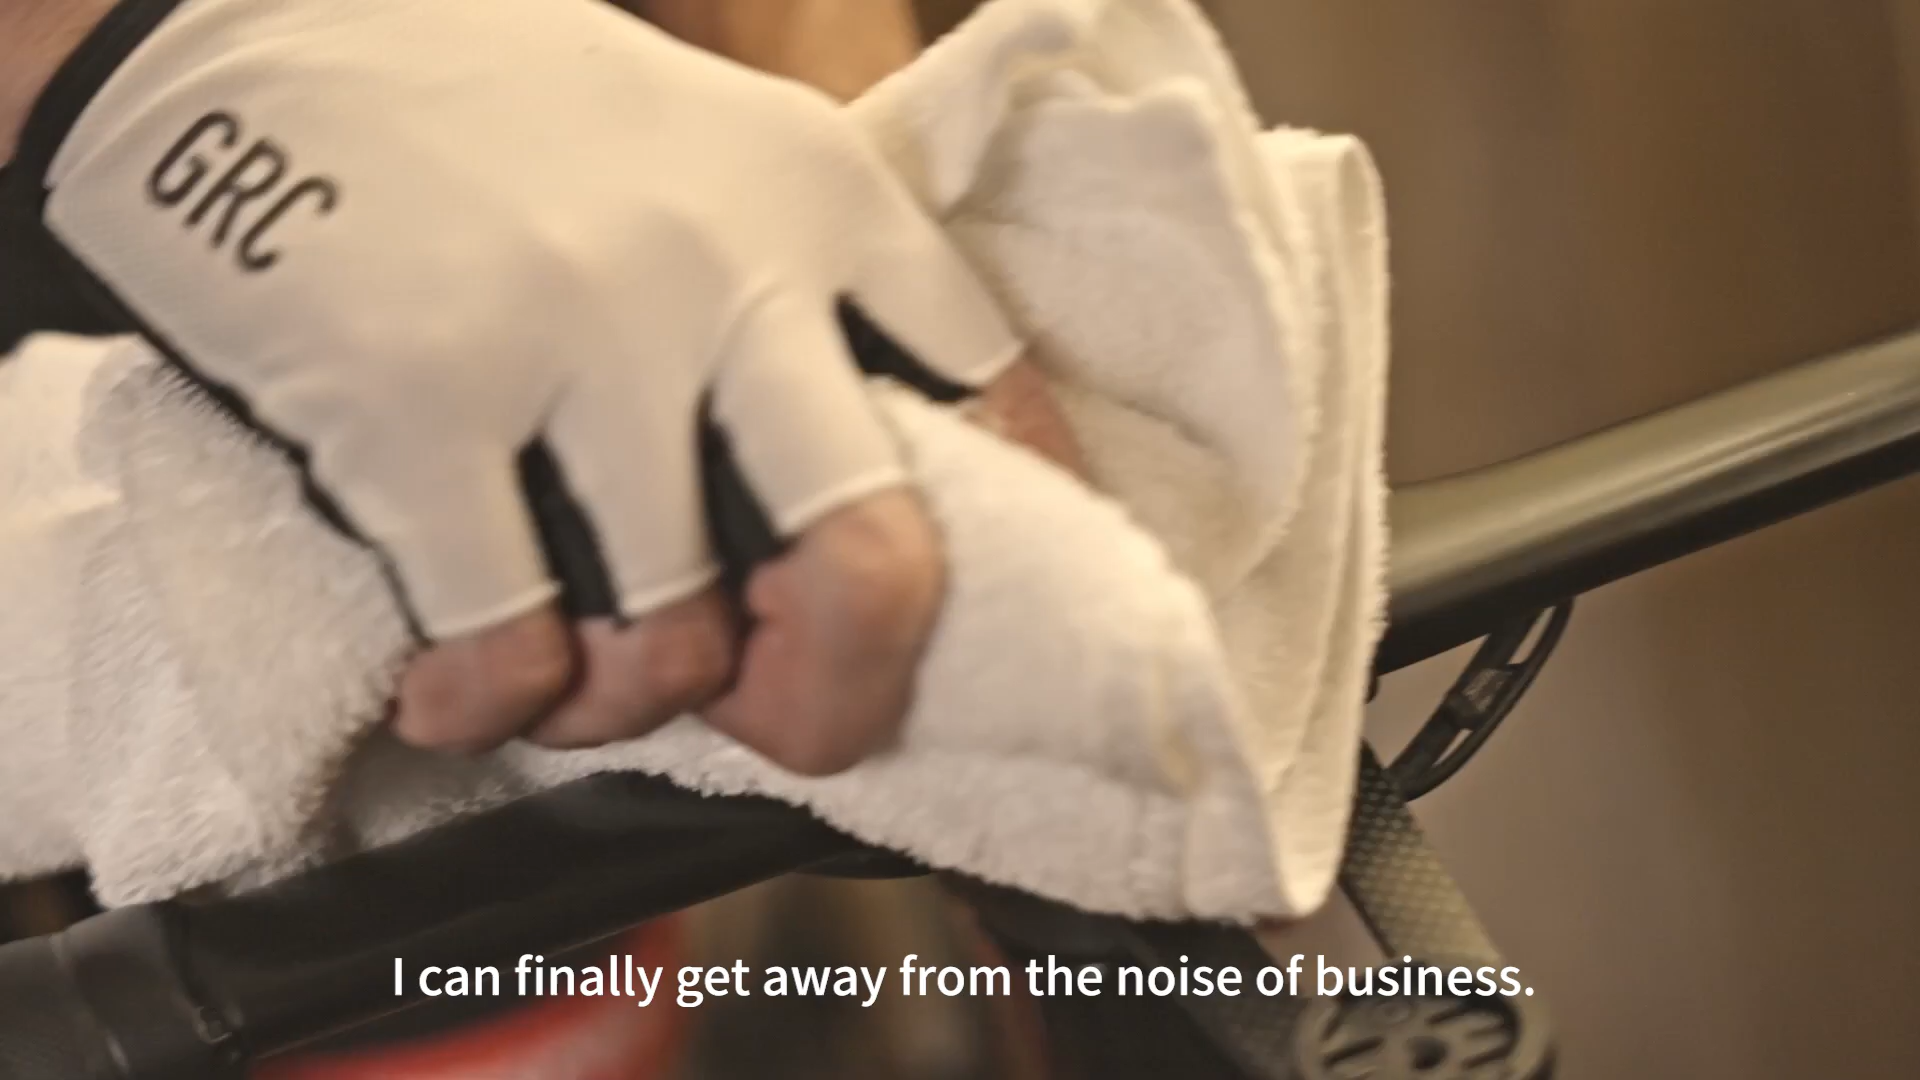 GRC
I can finally get away from the noise of business.